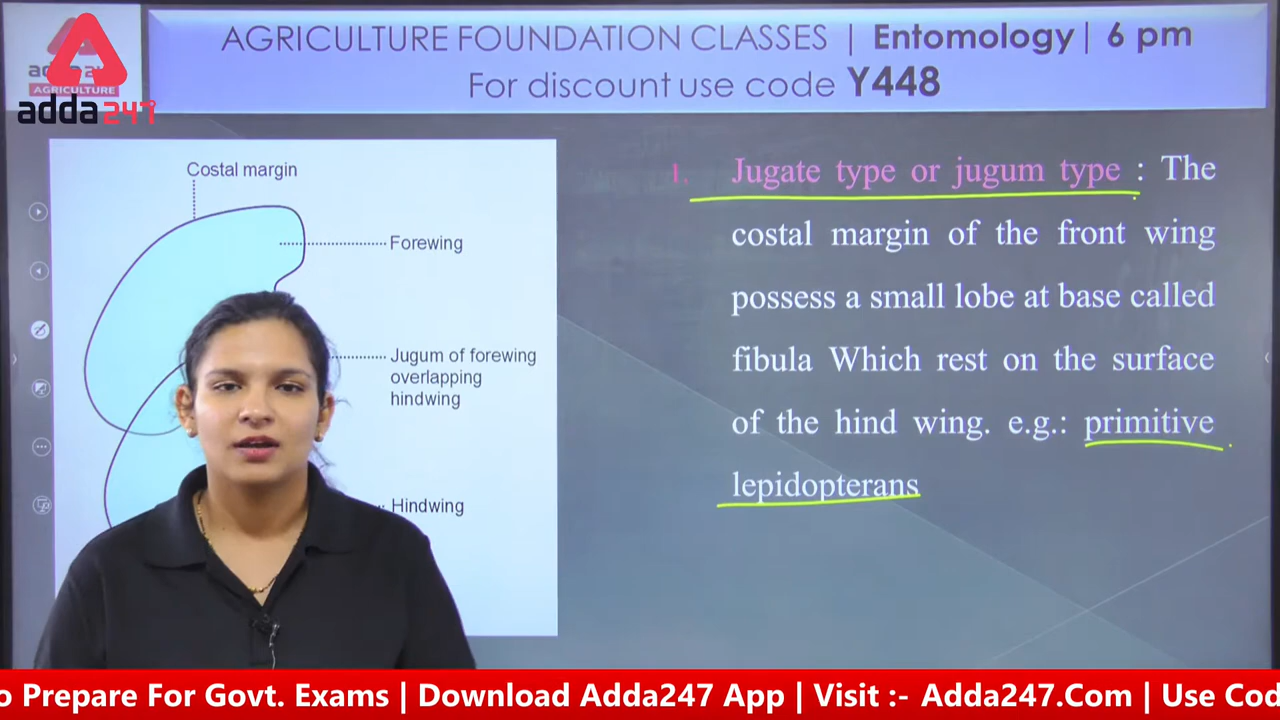 AGRICULTURE FOUNDATION CLASSES | Entomology| 6 pm
For discount use code Y448
AGRICULTURE
adda247
Costal margin
Forewing
Jugum of forewing
overlapping
hindwing
Hindwing
1. Jugate type or jugum type : The
costal margin of the front wing
possess a small lobe at base called
fibula Which rest on the surface
of the hind wing. e.g.: primitive
lepidopterans
o Prepare For Govt. Exams | Download Adda247 App | Visit :- Adda247.Com | Use Cod